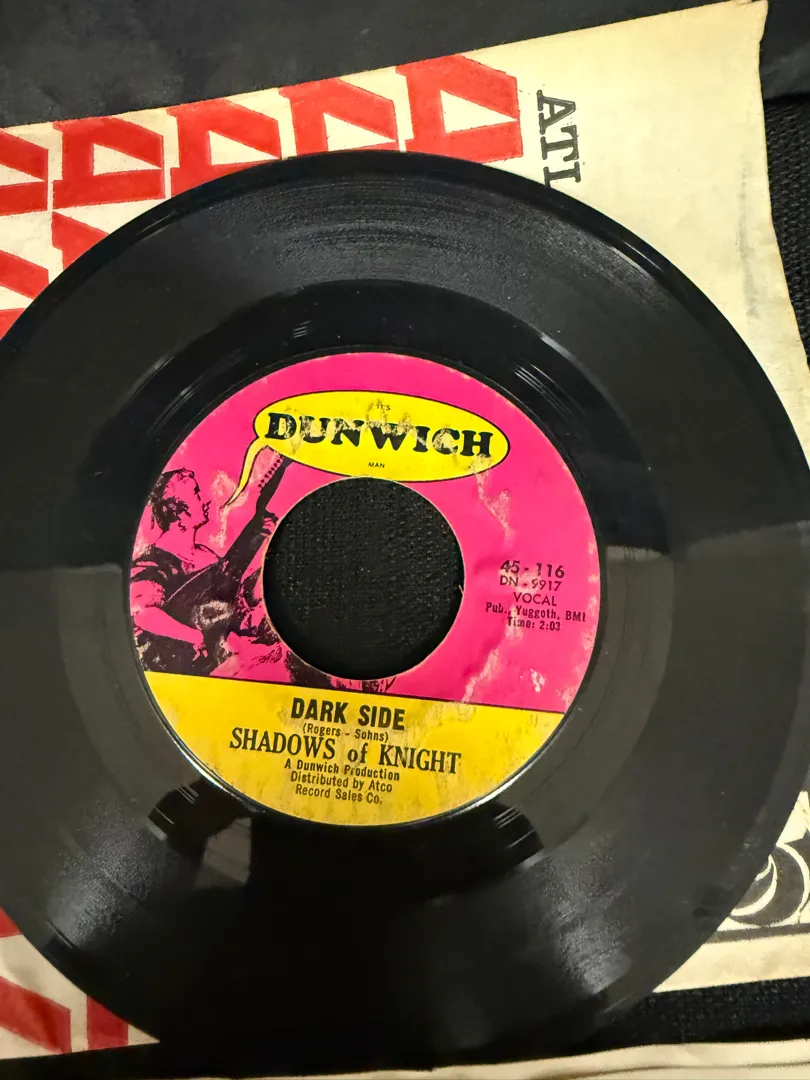 ATL
IT'S
DUNWICH
MAN
45 - 116
DN - 9917
VOCAL
Pub., Yuggoth, BMI
Time: 2:03
DARK SIDE
(Rogers - Sohns)
SHADOWS of KNIGHT
A Dunwich Production
Distributed by Atco
Record Sales Co.